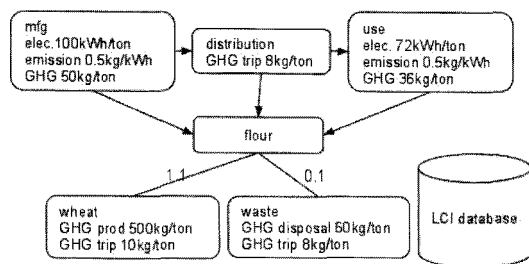 mfg
elec.100kWh/ton
emission 0.5kg/kWh
GHG 50kg/ton
distribution
GHG trip 8kg/ton
use
elec. 72kWh/ton
emission 0.5kg/kWh
GHG 36kg/ton
flour
1.1
0.1
wheat
GHG prod 500kg/ton
GHG trip 10kg/ton
waste
GHG disposal 60kg/ton
GHG trip 8kg/ton
LCI database